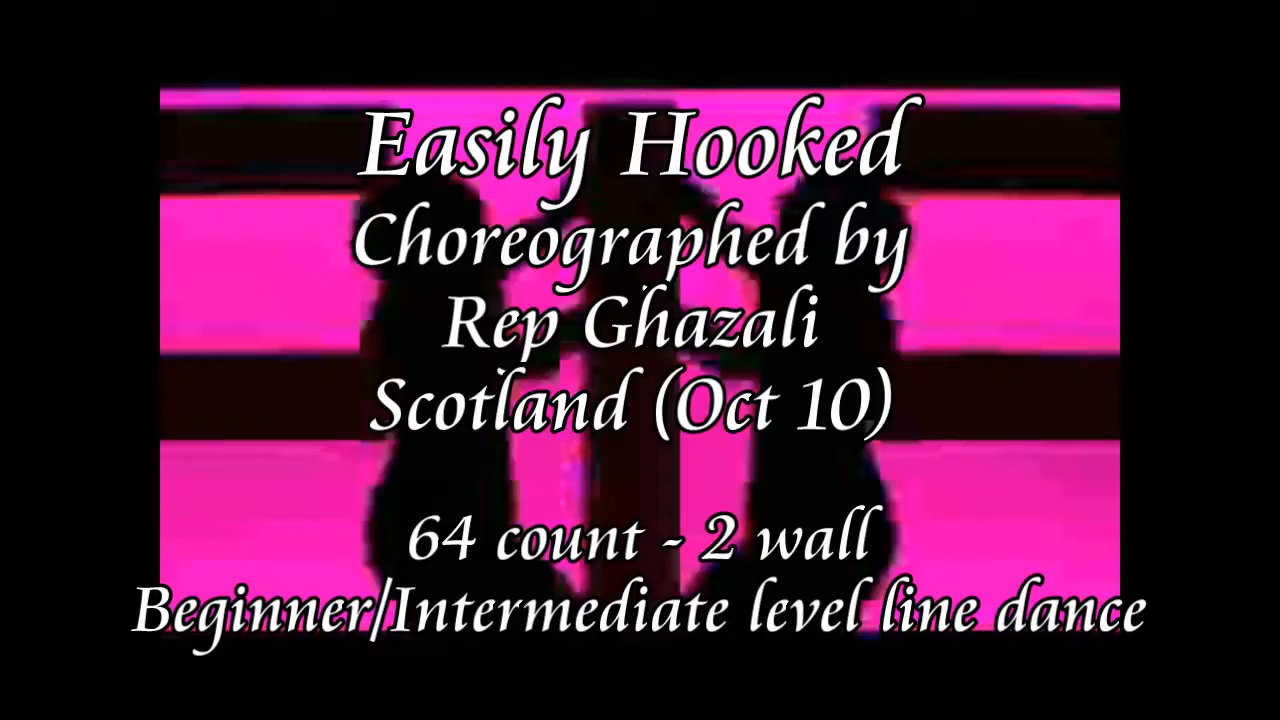 Easily Hooked
Choreographed by
Rep Ghazali
Scotland (Oct 10)
64 count - 2 wall
Beginner/Intermediate level line dance